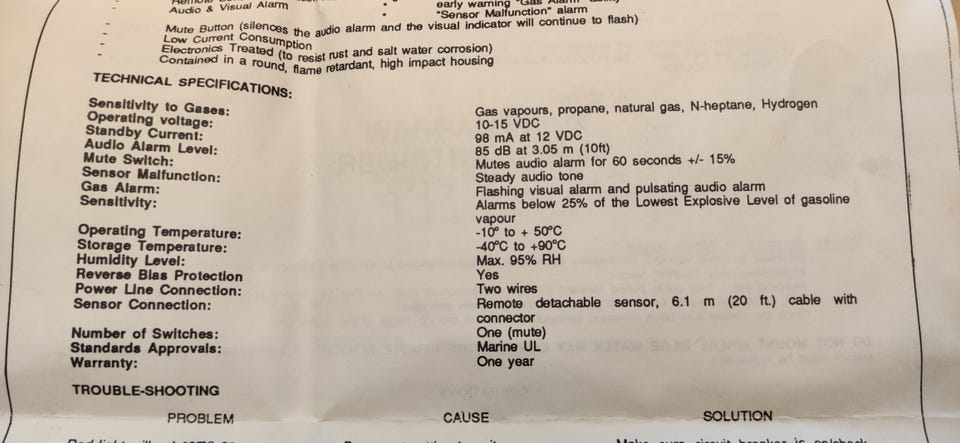 Audio & Visual Alarm
early warning "Gas Alarm"
"Sensor Malfunction" alarm
- Mute Button (silences the audio alarm and the visual indicator will continue to flash)
- Low Current Consumption
- Electronics Treated (to resist rust and salt water corrosion)
- Contained in a round, flame retardant, high impact housing
TECHNICAL SPECIFICATIONS:
Sensitivity to Gases: Gas vapours, propane, natural gas, N-heptane, Hydrogen
Operating voltage: 10-15 VDC
Standby Current: 98 mA at 12 VDC
Audio Alarm Level: 85 dB at 3.05 m (10ft)
Mute Switch: Mutes audio alarm for 60 seconds +/- 15%
Sensor Malfunction: Steady audio tone
Gas Alarm: Flashing visual alarm and pulsating audio alarm
Sensitivity: Alarms below 25% of the Lowest Explosive Level of gasoline
vapour
Operating Temperature: -10° to + 50°C
Storage Temperature: -40°C to +90°C
Humidity Level: Max. 95% RH
Reverse Bias Protection Yes
Power Line Connection: Two wires
Sensor Connection: Remote detachable sensor, 6.1 m (20 ft.) cable with
connector
Number of Switches: One (mute)
Standards Approvals: Marine UL
Warranty: One year
TROUBLE-SHOOTING
PROBLEM CAUSE SOLUTION